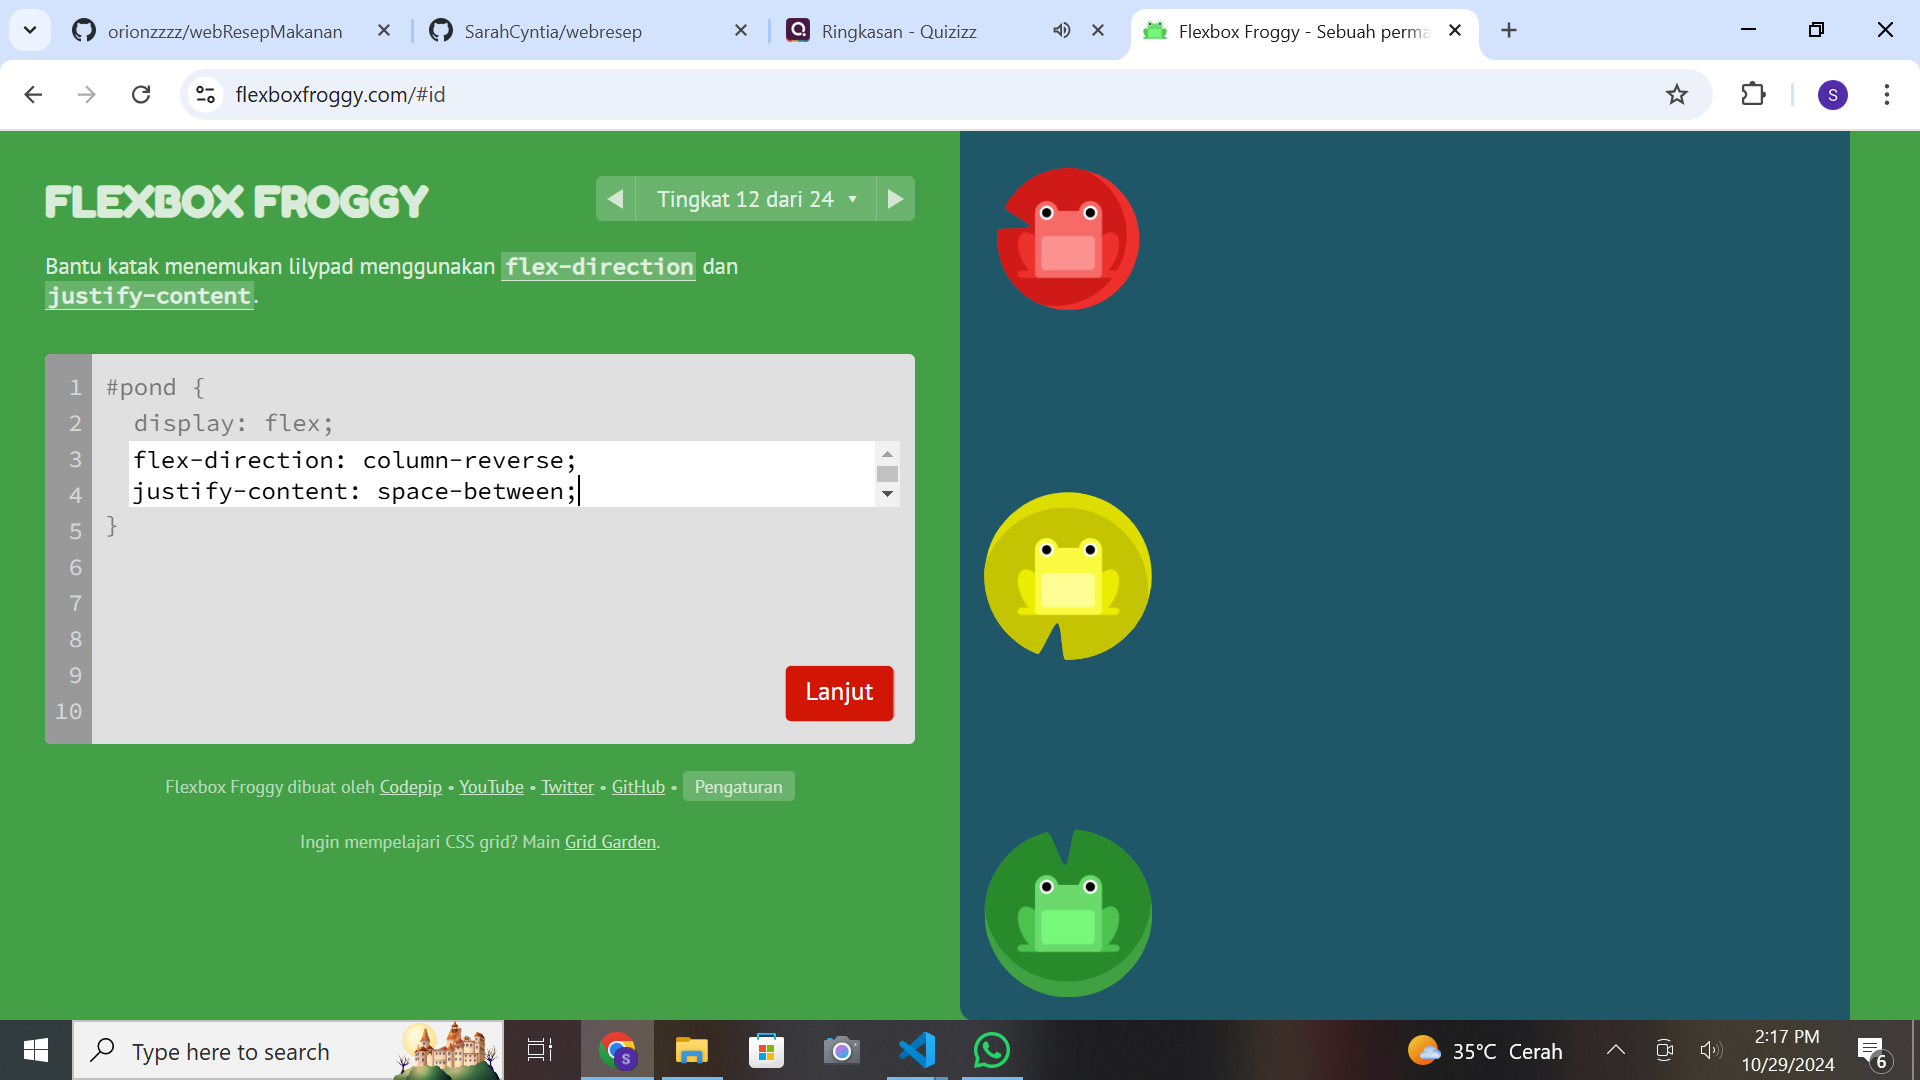 orionzzzz/webResepMakanan
SarahCyntia/webresep
Ringkasan - Quizizz
Flexbox Froggy - Sebuah perma
flexboxfroggy.com/#id
S
FLEXBOX FROGGY
Tingkat 12 dari 24
Bantu katak menemukan lilypad menggunakan flex-direction dan
justify-content.
1 #pond {
2 display: flex;
3 flex-direction: column-reverse;
4 justify-content: space-between;
5 }
6
7
8
9
10
Lanjut
Flexbox Froggy dibuat oleh Codepip • YouTube • Twitter • GitHub • Pengaturan
Ingin mempelajari CSS grid? Main Grid Garden.
Type here to search
S
35°C Cerah
2:17 PM
10/29/2024
6